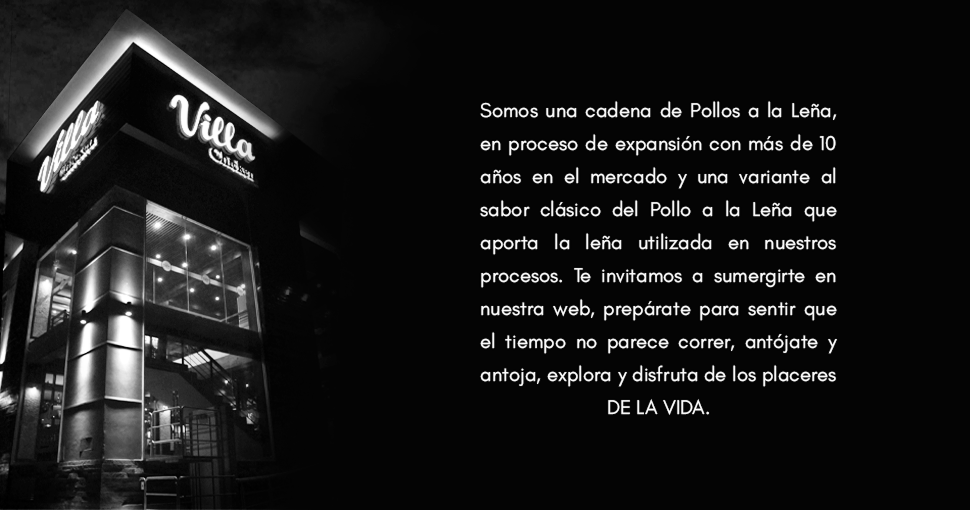 Villa
Villa
Chicken
Somos una cadena de Pollos a la Leña,
en proceso de expansión con más de 10
años en el mercado y una variante al
sabor clásico del Pollo a la Leña que
aporta la leña utilizada en nuestros
procesos. Te invitamos a sumergirte en
nuestra web, prepárate para sentir que
el tiempo no parece correr, antójate y
antoja, explora y disfruta de los placeres
DE LA VIDA.